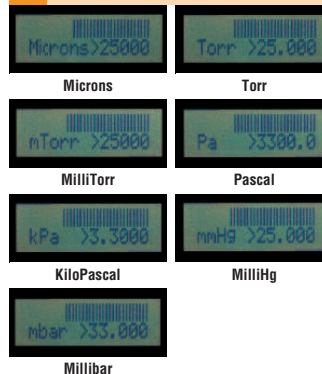 Microns>25000
Torr >25.000
Microns
Torr
mTorr >25000
Pa >3300.0
MilliTorr
Pascal
kPa >3.3000
mmHg >25.000
KiloPascal
MilliHg
mbar >33.000
Millibar